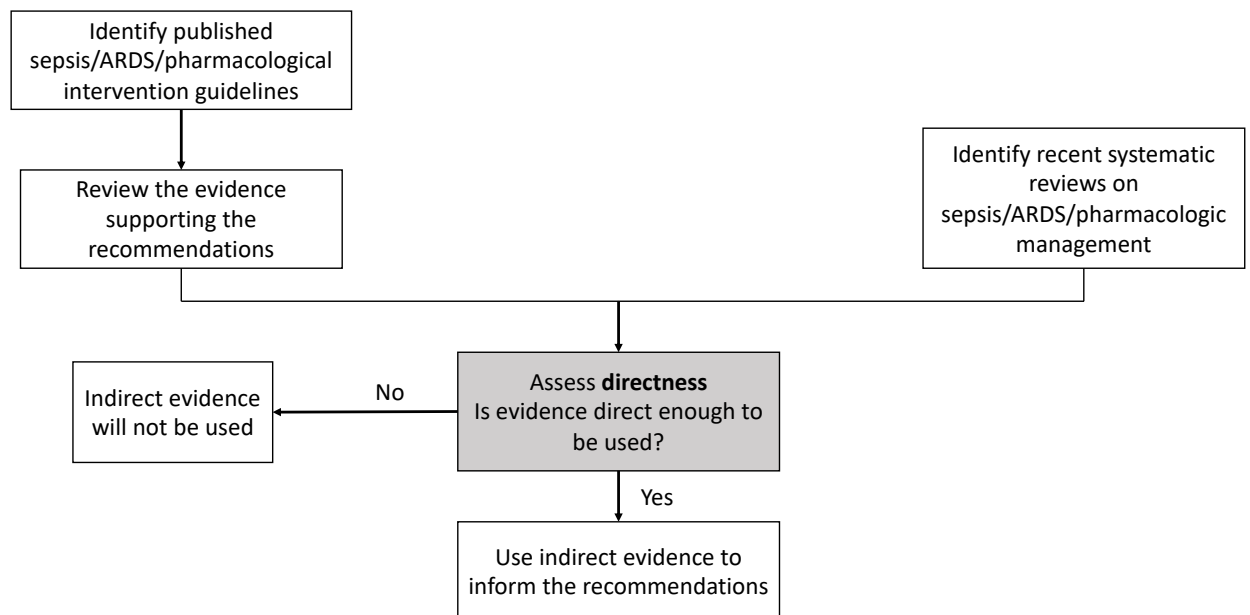 Identify published
sepsis/ARDS/pharmacological
intervention guidelines
Review the evidence
supporting the
recommendations
Identify recent systematic
reviews on
sepsis/ARDS/pharmacologic
management
Assess directness
Is evidence direct enough to
be used?
No
Indirect evidence
will not be used
Yes
Use indirect evidence to
inform the recommendations